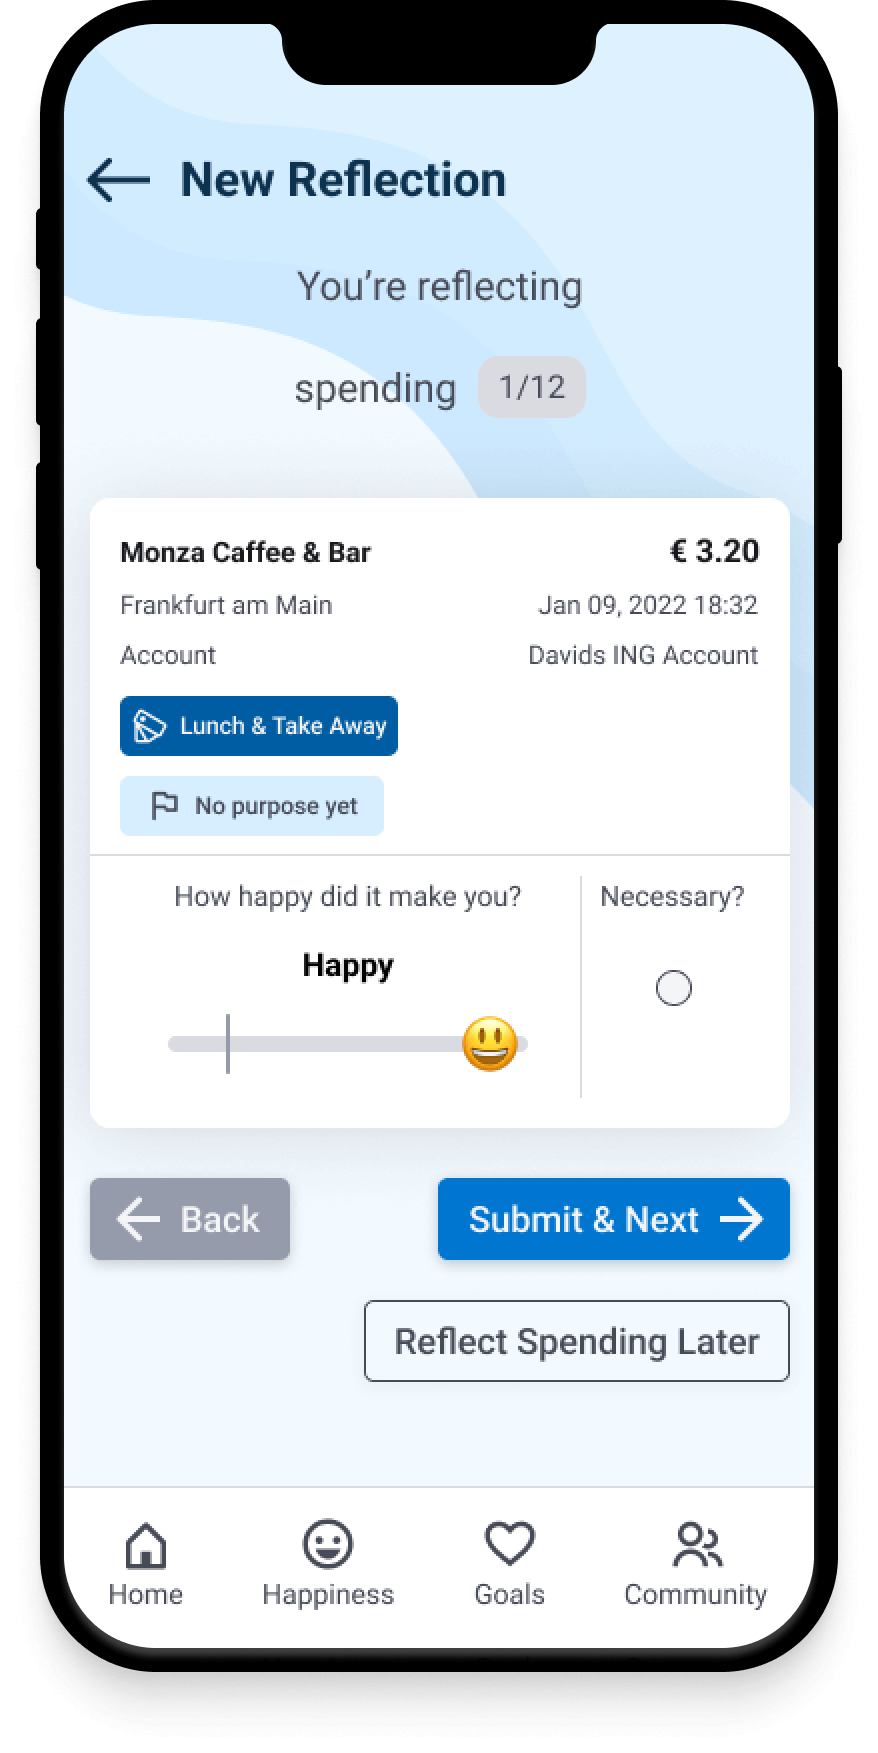 New Reflection
You’re reflecting
spending 1/12
Monza Caffee & Bar € 3.20
Frankfurt am Main Jan 09, 2022 18:32
Account Davids ING Account
Lunch & Take Away
No purpose yet
How happy did it make you? Necessary?
Happy
Back Submit & Next
Reflect Spending Later
Home Happiness Goals Community